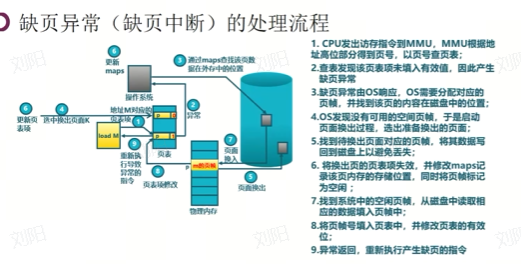 缺页异常（缺页中断）的处理流程
6
更新
maps
3
通过maps查找该页数
据在外存中的位置
操作系统
6
更新页
表项
4
选中换出页面K
地址M对应的
页表项
1
load M
2
异常
页表
9
重新执
行导致
异常的
指令
8
页表项修改
m的页帧
物理内存
7
页面
换入
5
页面换出
1. CPU发出访存指令到MMU，MMU根据地
址高位部分得到页号，以页号查页表；
2.查表发现该页表项未填入有效值，因此产生
缺页异常
3.缺页异常由OS响应，OS需要分配对应的
页帧，并找到该页的内容在磁盘中的位置；
4.OS发现没有可用的空闲页帧，于是启动
页面换出过程，选出准备换出的页面；
5.找到待换出页面对应的页帧，将其数据写
回到磁盘上以避免丢失；
6. 将换出页的页表项失效，并修改maps记
录该页内存的存储位置，同时将页帧标记
为空闲；
7.找到系统中的空闲页帧，从磁盘中读取相
应的数据填入页帧中；
8.将页帧号填入页表中，并修改页表的有效
位；
9.异常返回，重新执行产生缺页的指令
刘阳